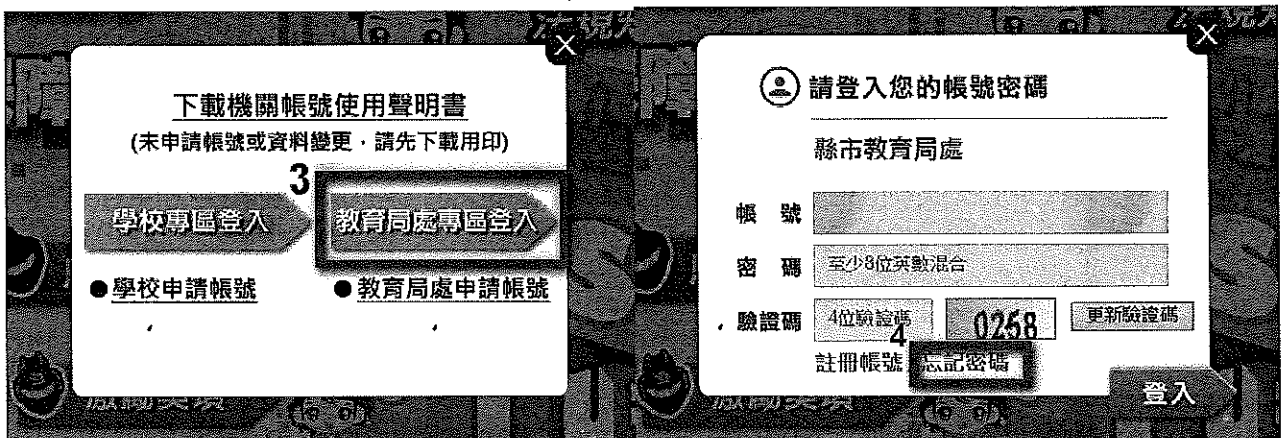 下載機關帳號使用聲明書
(未申請帳號或資料變更，請先下載用印)
3
學校專區登入
教育局處專區登入
●學校申請帳號
●教育局處申請帳號
X
請登入您的帳號密碼
縣市教育局處
帳 號
密 碼
至少8位英數混合
驗證碼
4位驗證碼
0258
更新驗證碼
4
註冊帳號
忘記密碼
登入
X